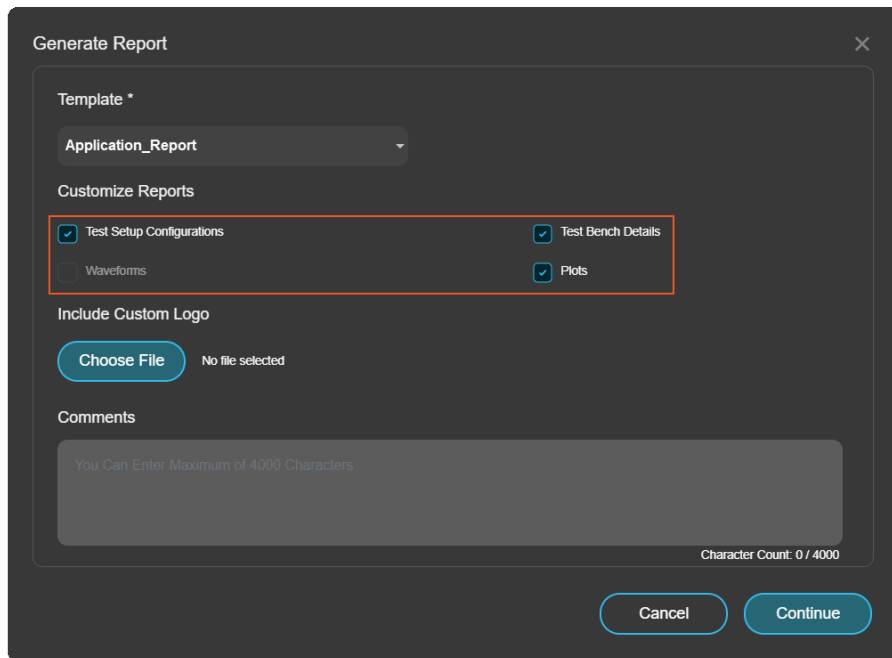 Generate Report
Template *
Application_Report
Customize Reports
Test Setup Configurations
Test Bench Details
Waveforms
Plots
Include Custom Logo
Choose File
No file selected
Comments
You Can Enter Maximum of 4000 Characters
Character Count: 0 / 4000
Cancel
Continue